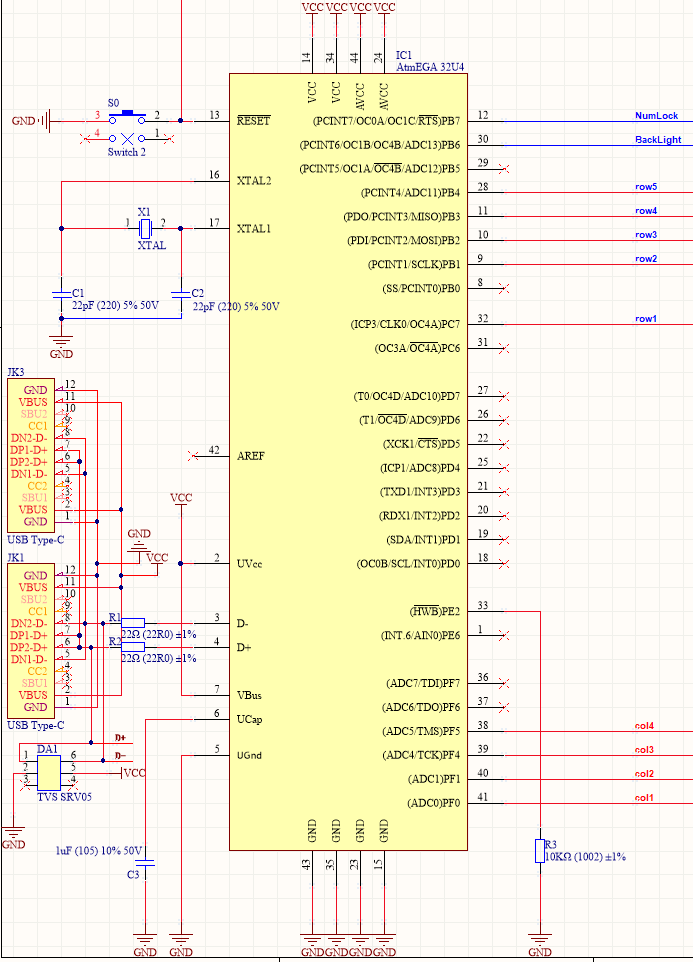 VCC VCC VCC VCC
14 34 44 24
IC1
AtmEGA 32U4
VCC VCC AVCC AVCC
S0
GND 3 2 13 RESET (PCINT7/OC0A/OC1C/RTS)PB7 12 NumLock
4 1 (PCINT6/OC1B/OC4B/ADC13)PB6 30 BackLight
Switch 2
(PCINT5/OC1A/OC4B/ADC12)PB5 29
16 XTAL2 (PCINT4/ADC11)PB4 28 row5
X1
1 2 17 XTAL1 (PDO/PCINT3/MISO)PB3 11 row4
XTAL
(PDI/PCINT2/MOSI)PB2 10 row3
(PCINT1/SCLK)PB1 9 row2
C1 C2 (SS/PCINT0)PB0 8
22pF (220) 5% 50V 22pF (220) 5% 50V
(ICP3/CLK0/OC4A)PC7 32 row1
GND (OC3A/OC4A)PC6 31
JK3
GND 12
VBUS 11 (T0/OC4D/ADC10)PD7 27
SBU2 10
CC1 9 (T1/OC4D/ADC9)PD6 26
DN2-D- 8
DP1-D+ 7 (XCK1/CTS)PD5 22
DP2-D+ 6 42 AREF
DN1-D- 5 (ICP1/ADC8)PD4 25
CC2 4
SBU1 3 (TXD1/INT3)PD3 21
VBUS 2 VCC
GND 1 (RDX1/INT2)PD2 20
USB Type-C GND (SDA/INT1)PD1 19
JK1 VCC 2 UVcc (OC0B/SCL/INT0)PD0 18
GND 12
VBUS 11
SBU2 10
CC1 9 (HWB)PE2 33
DN2-D- 8 R1 3 D-
DP1-D+ 7 22Ω (22R0) ±1% (INT.6/AIN0)PE6 1
DP2-D+ 6 R2 4 D+
DN1-D- 5 22Ω (22R0) ±1%
CC2 4
SBU1 3 (ADC7/TDI)PF7 36
VBUS 2 7 VBus
GND 1 (ADC6/TDO)PF6 37
USB Type-C 6 UCap
(ADC5/TMS)PF5 38 col4
D+
DA1 D- 5 UGnd (ADC4/TCK)PF4 39 col3
1 6
2 5 VCC (ADC1)PF1 40 col2
3 4
TVS SRV05 (ADC0)PF0 41 col1
GND
GND GND GND GND
1uF (105) 10% 50V R3
C3 43 35 23 15 10KΩ (1002) ±1%
GND GND GND GND GND GND GND